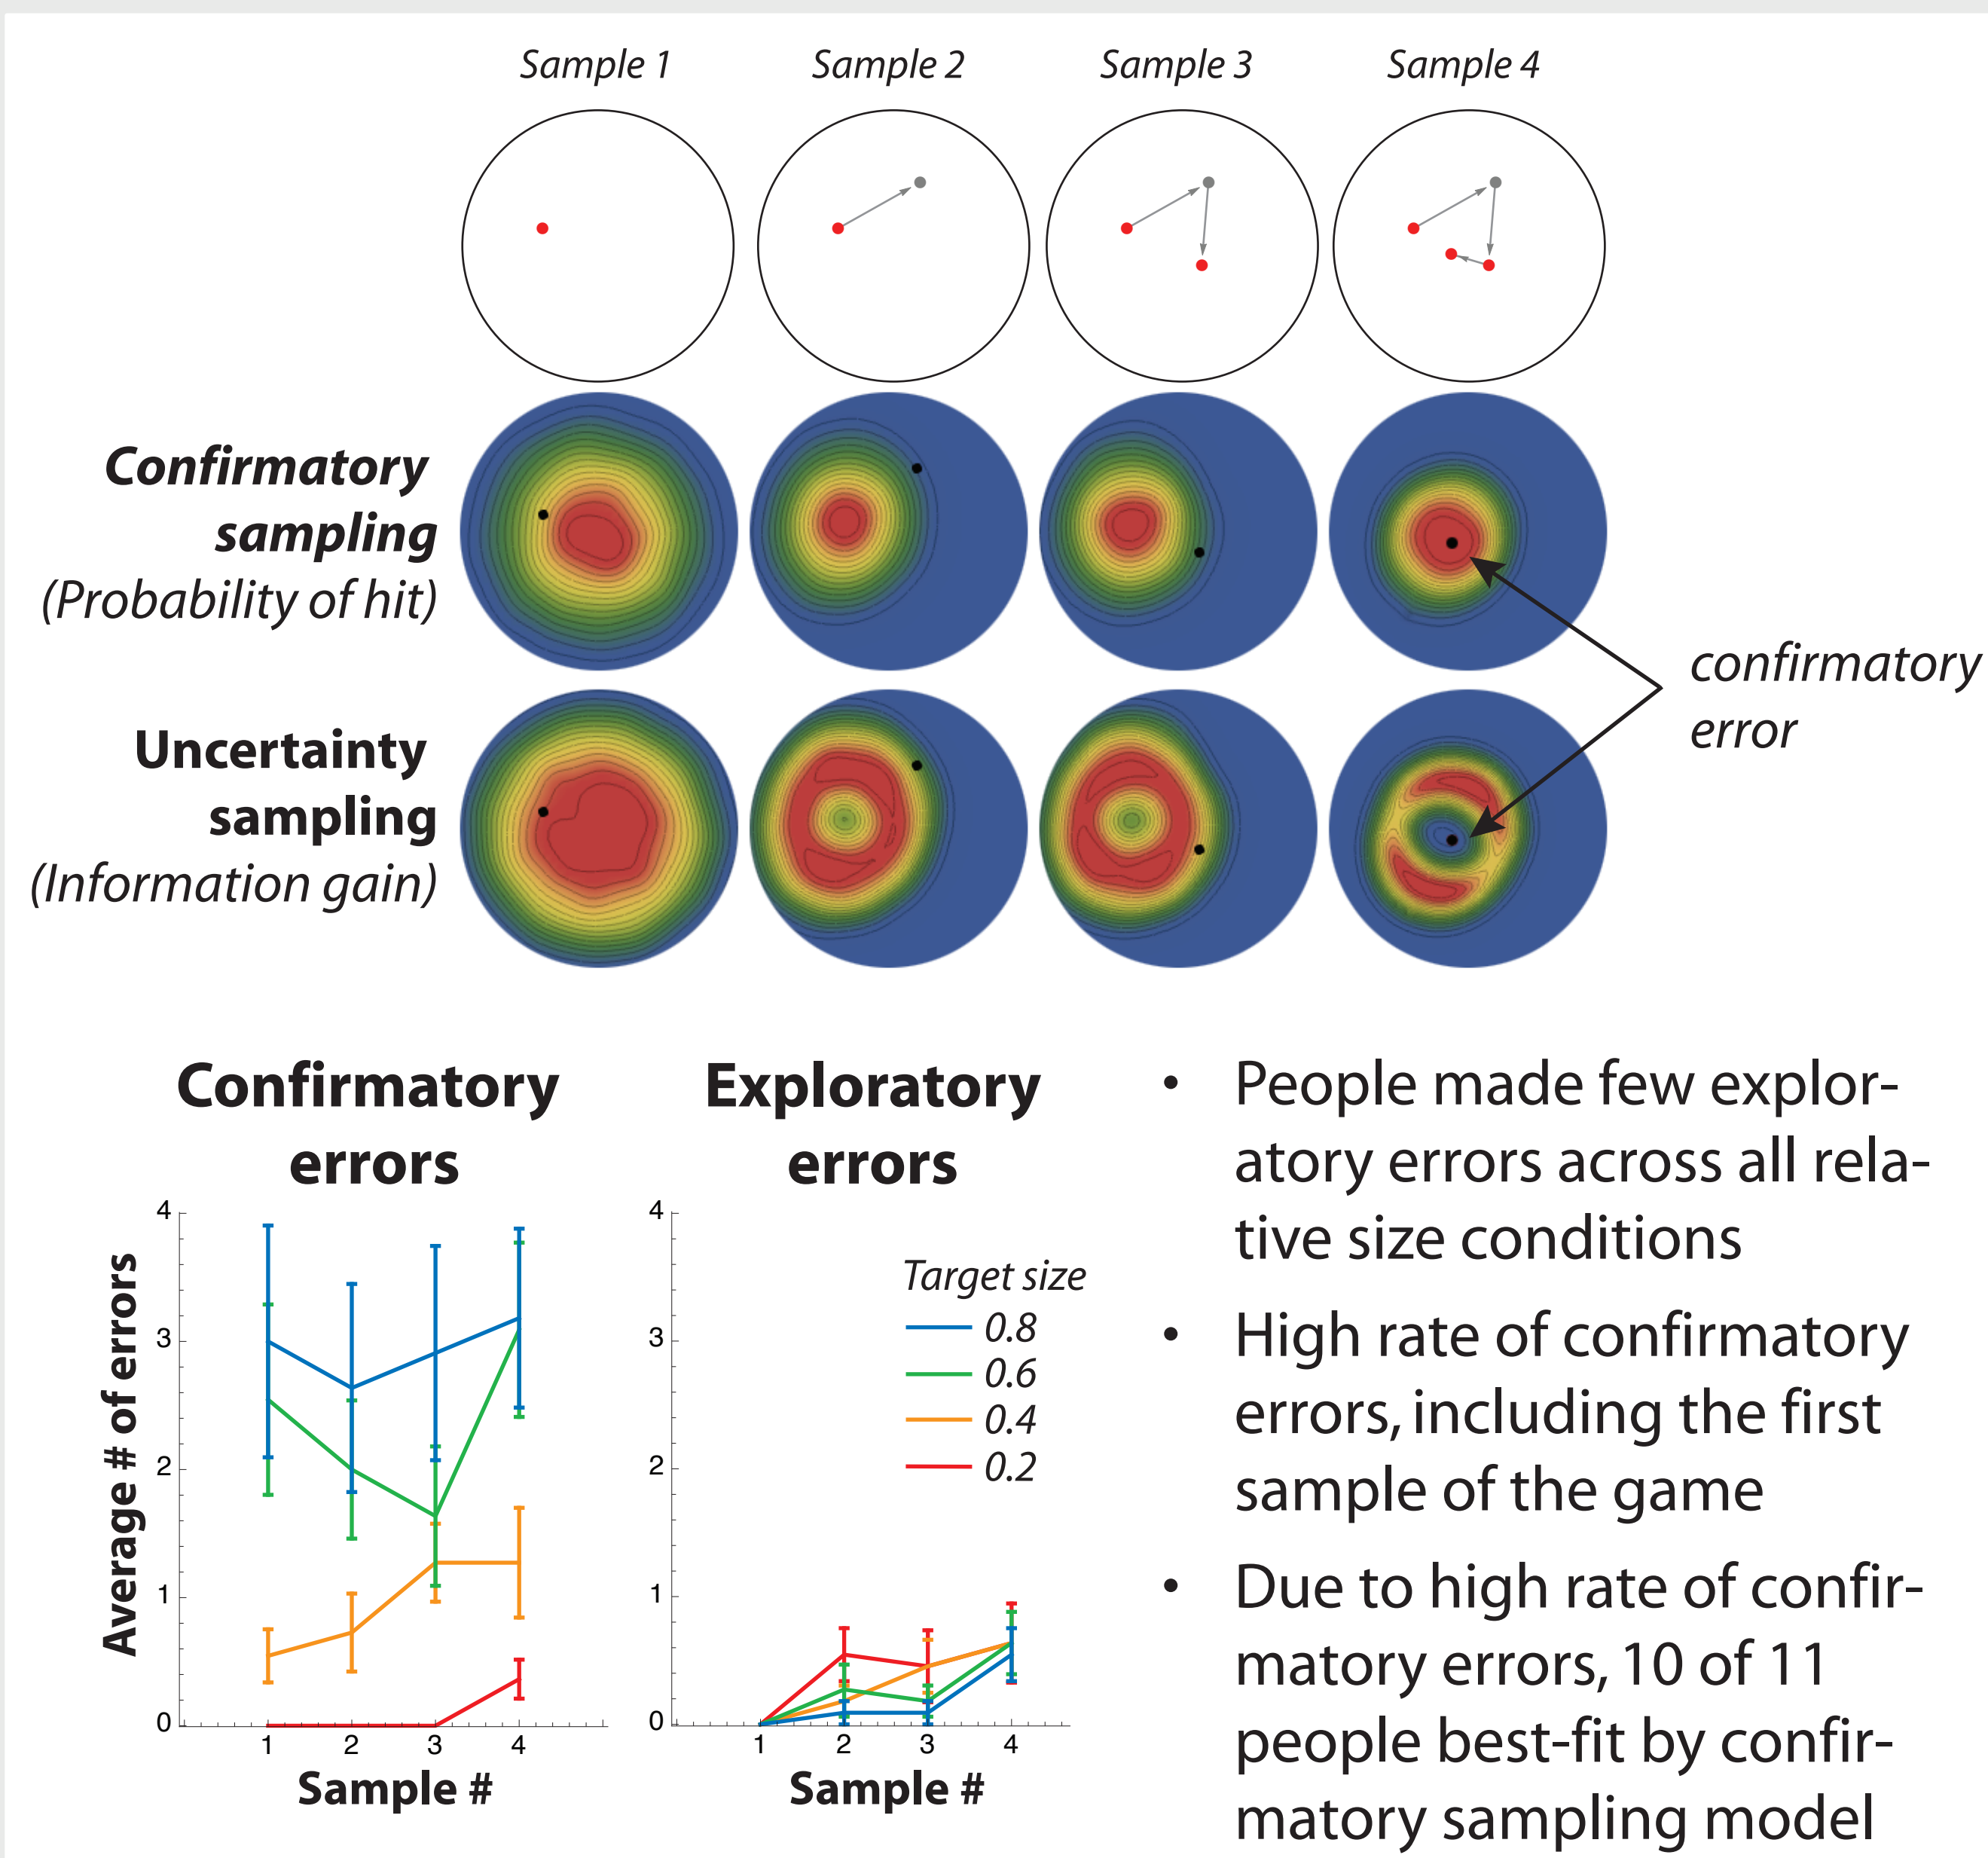 Sample 1
Sample 2
Sample 3
Sample 4
Confirmatory
sampling
(Probability of hit)
Uncertainty
sampling
(Information gain)
confirmatory
error
Confirmatory
errors
4
3
2
1
0
1
2
3
4
Average # of errors
Sample #
Exploratory
errors
4
3
2
1
0
1
2
3
4
Sample #
Target size
0.8
0.6
0.4
0.2
• People made few explor-
atory errors across all rela-
tive size conditions
• High rate of confirmatory
errors, including the first
sample of the game
• Due to high rate of confir-
matory errors, 10 of 11
people best-fit by confir-
matory sampling model